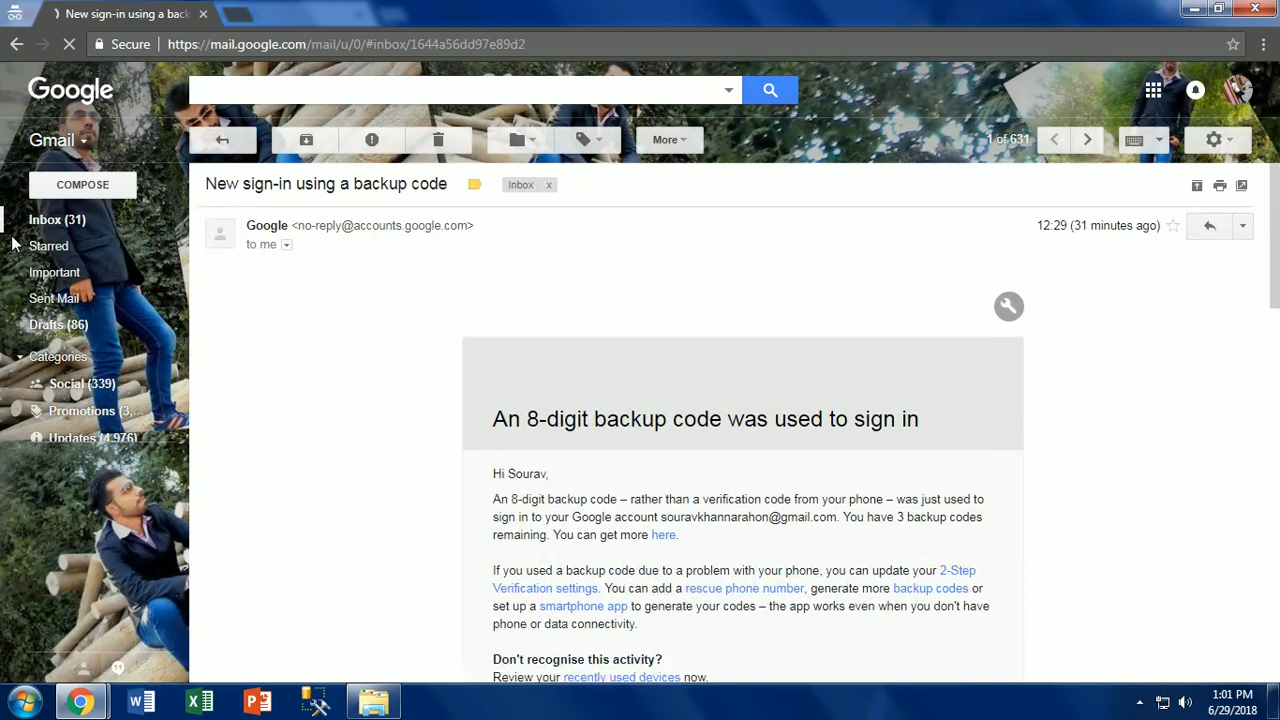 New sign-in using a back
Secure
https://mail.google.com/mail/u/0/#inbox/1644a56dd97e89d2
Google
Gmail
More
1 of 631
COMPOSE
New sign-in using a backup code
Inbox x
Inbox (31)
Starred
Important
Sent Mail
Drafts (86)
Categories
Social (339)
Promotions (3,...
Updates (4,976)
Google <no-reply@accounts.google.com>
12:29 (31 minutes ago)
to me
An 8-digit backup code was used to sign in
Hi Sourav,
An 8-digit backup code – rather than a verification code from your phone – was just used to
sign in to your Google account souravkhannarahon@gmail.com. You have 3 backup codes
remaining. You can get more here.
If you used a backup code due to a problem with your phone, you can update your 2-Step
Verification settings. You can add a rescue phone number, generate more backup codes or
set up a smartphone app to generate your codes – the app works even when you don't have
phone or data connectivity.
Don't recognise this activity?
Review your recently used devices now.
1:01 PM
6/29/2018